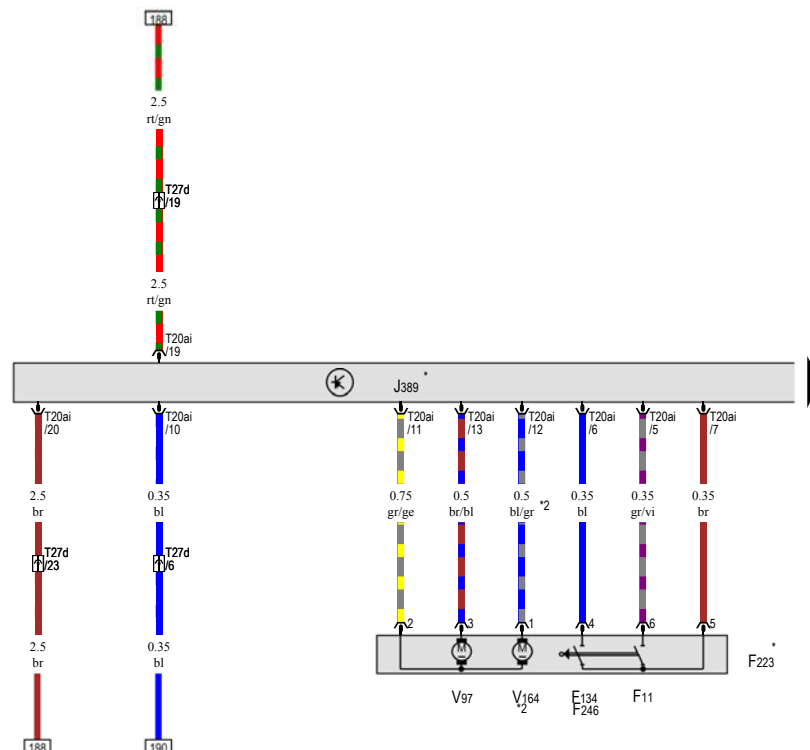 188
2.5
rt/gn
T27d
/19
2.5
rt/gn
T20ai
/19
J389 *
T20ai
/20
T20ai
/10
T20ai
/11
T20ai
/13
T20ai
/12
T20ai
/6
T20ai
/5
T20ai
/7
2.5
br
0.35
bl
0.75
gr/ge
0.5
br/bl
0.5
bl/gr *2
0.35
bl
0.35
gr/vi
0.35
br
T27d
/23
T27d
/6
2 3 1 4 6 5
M M
2.5
br
0.35
bl
F223 *
V97
V164
*2
E134
F246
F11
188
190